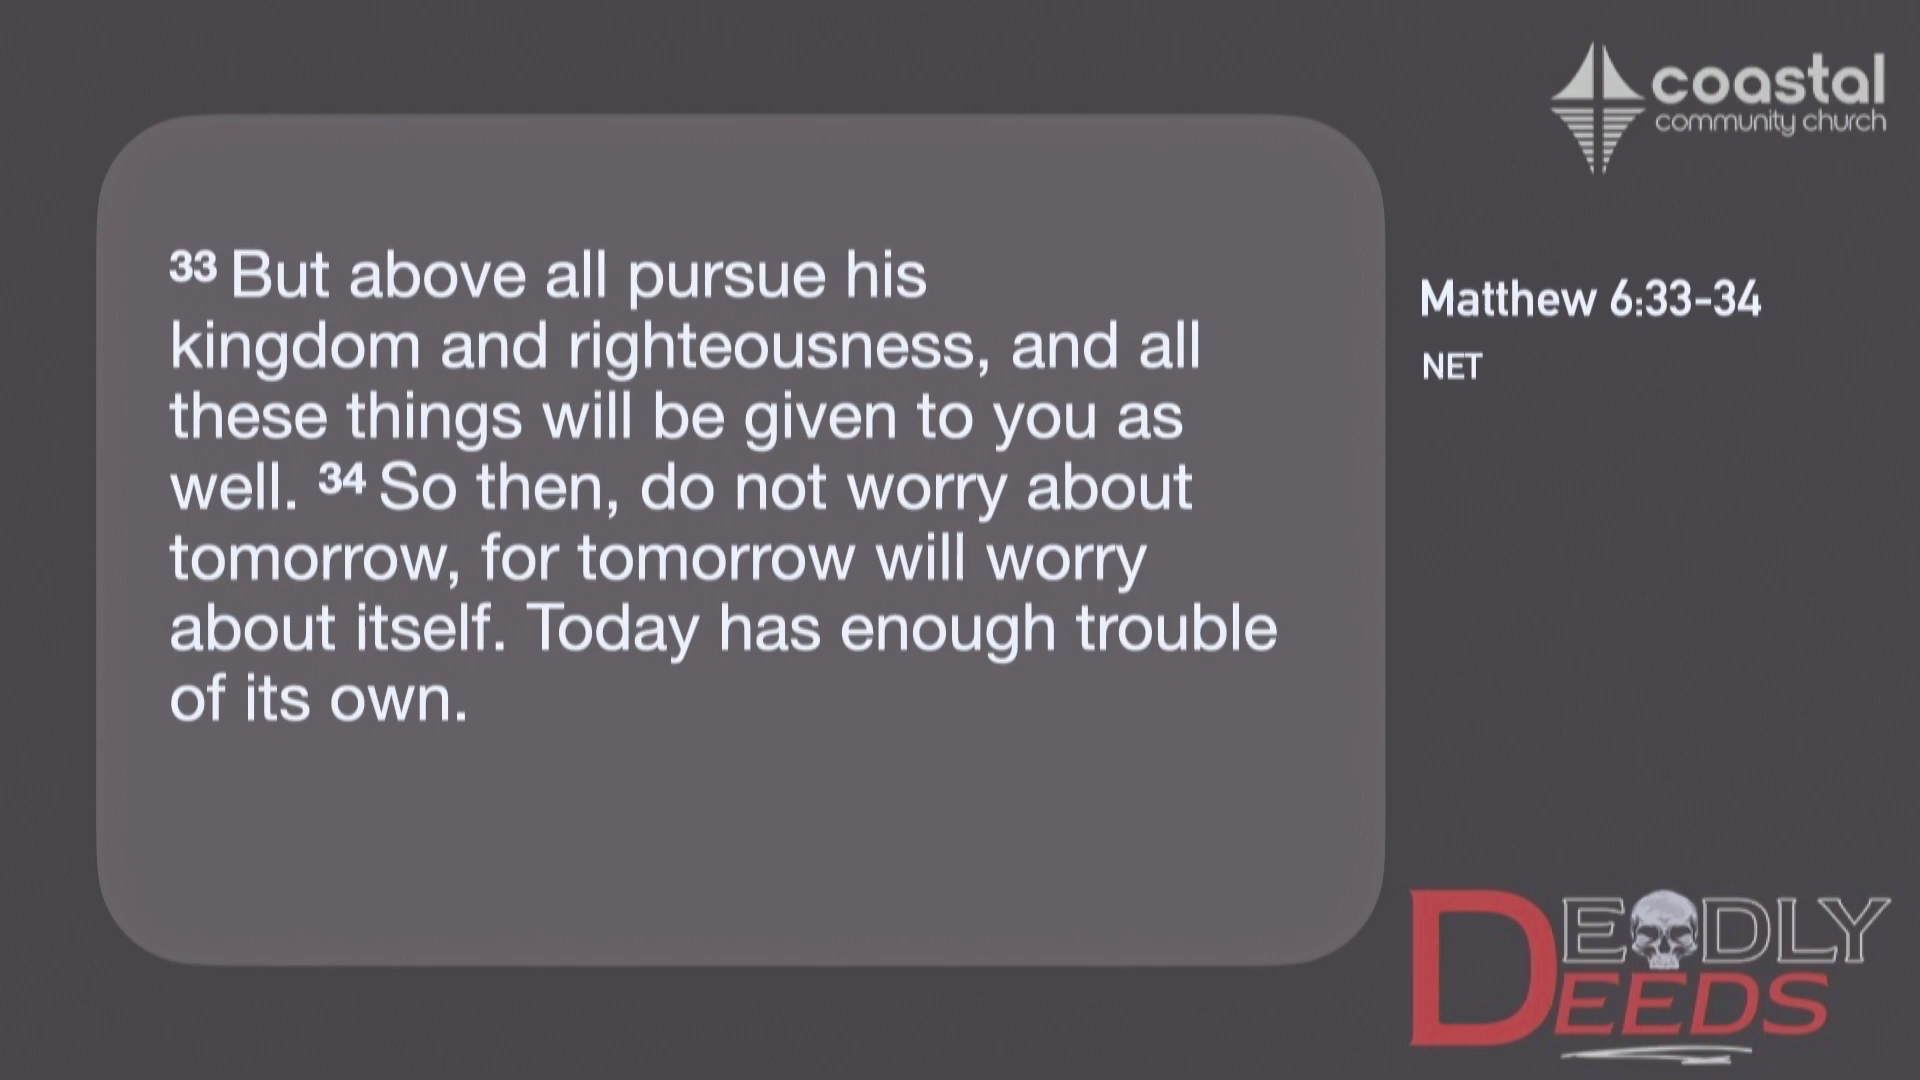 coastal
community church
33 But above all pursue his
kingdom and righteousness, and all
these things will be given to you as
well. 34 So then, do not worry about
tomorrow, for tomorrow will worry
about itself. Today has enough trouble
of its own.
Matthew 6:33-34
NET
DEADLY
DEEDS